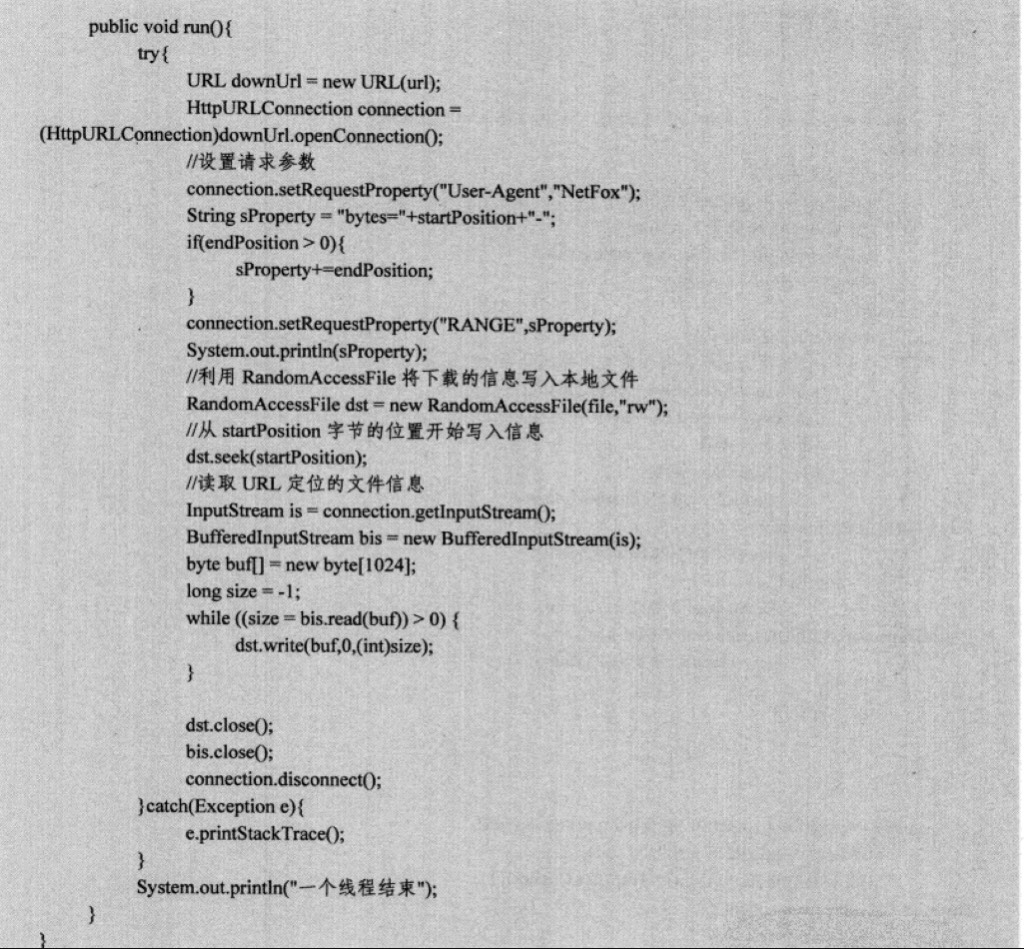 public void run(){
try{
URL downUrl = new URL(url);
HttpURLConnection connection =
(HttpURLConnection)downUrl.openConnection();
//设置请求参数
connection.setRequestProperty("User-Agent","NetFox");
String sProperty = "bytes="+startPosition+"-";
if(endPosition > 0){
sProperty+=endPosition;
}
connection.setRequestProperty("RANGE",sProperty);
System.out.println(sProperty);
//利用 RandomAccessFile 将下载的信息写入本地文件
RandomAccessFile dst = new RandomAccessFile(file,"rw");
//从 startPosition 字节的位置开始写入信息
dst.seek(startPosition);
//读取 URL 定位的文件信息
InputStream is = connection.getInputStream();
BufferedInputStream bis = new BufferedInputStream(is);
byte buf[] = new byte[1024];
long size = -1;
while ((size = bis.read(buf)) > 0) {
dst.write(buf,0,(int)size);
}
dst.close();
bis.close();
connection.disconnect();
}catch(Exception e){
e.printStackTrace();
}
System.out.println("一个线程结束");
}
}